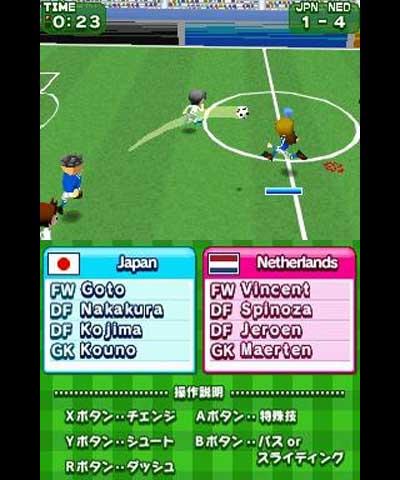 TIME
0:23
JPN NED
1 - 4
Japan
FW Goto
DF Nakakura
DF Kojima
GK Kouno
Netherlands
FW Vincent
DF Spinoza
DF Jeroen
GK Maerten
操作説明
Xボタン‥チェンジ
Aボタン‥特殊技
Yボタン‥シュート
Bボタン‥パス or
スライディング
Rボタン‥ダッシュ